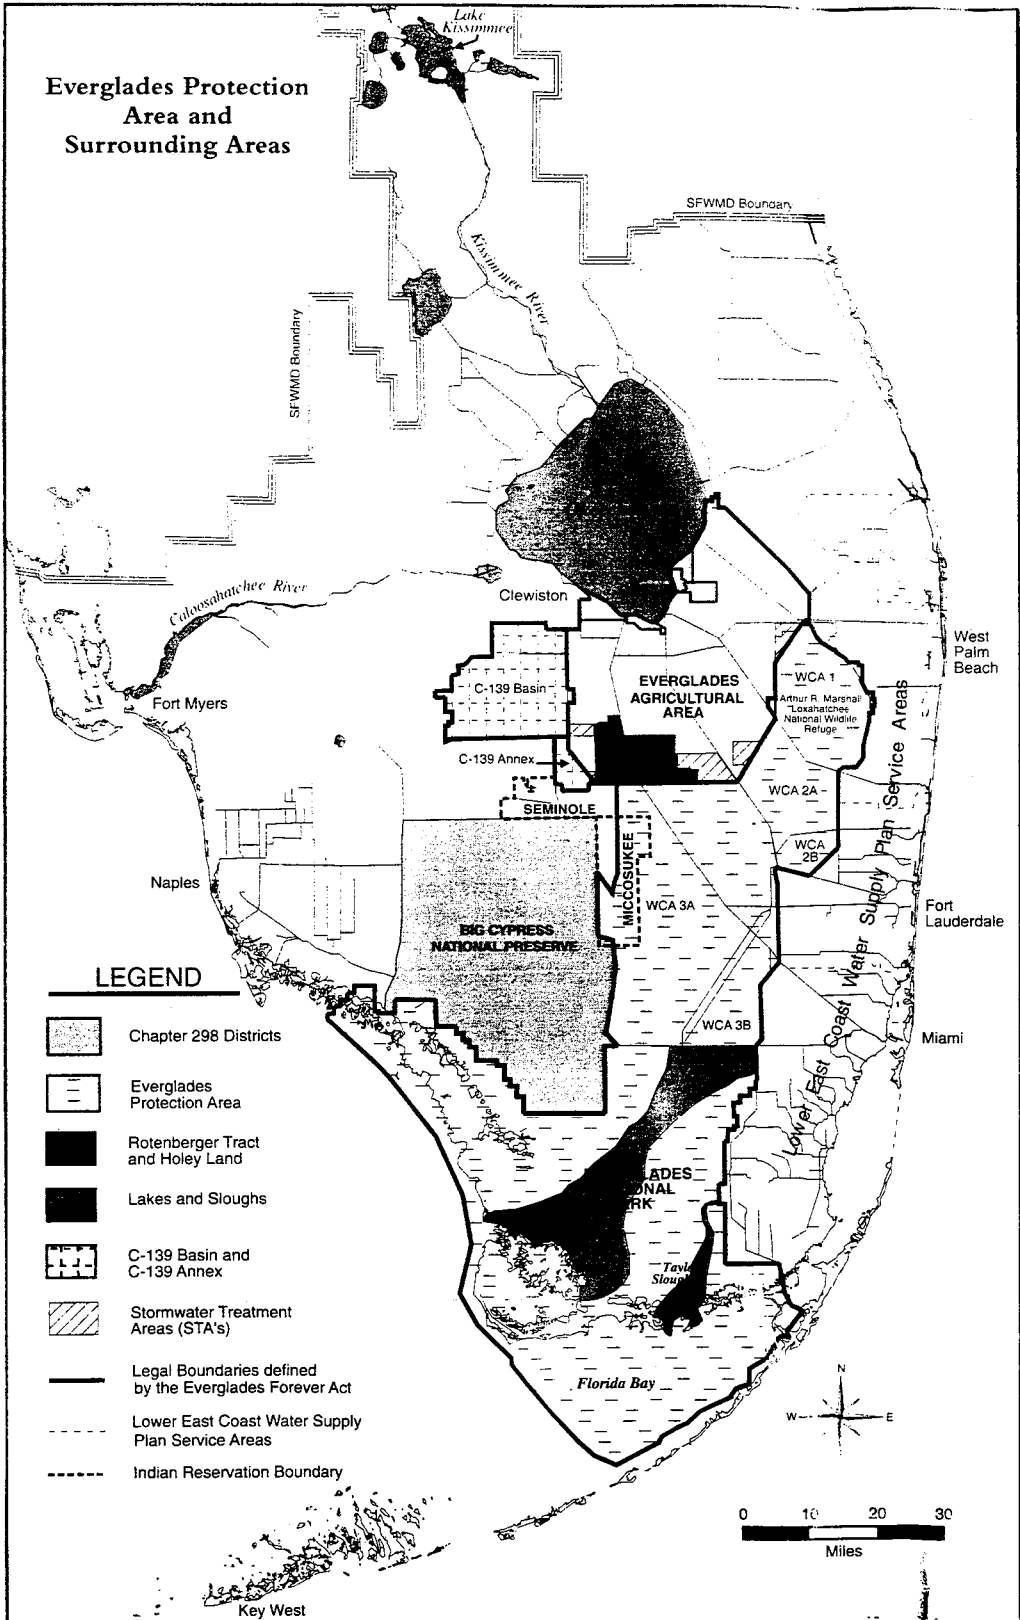 Lake
Kissimmee
Everglades Protection
Area and
Surrounding Areas
SFWMD Boundary
Kissimmee River
SFWMD Boundary
Caloosahatchee River
Clewiston
West
Palm
Beach
Fort Myers
C-139 Basin
EVERGLADES
AGRICULTURAL
AREA
WCA 1
Arthur R. Marshall
Loxahatchee
National Wildlife
Refuge
C-139 Annex
WCA 2A
SEMINOLE
WCA
2B
MICCOSUKEE
Naples
WCA 3A
Fort
Lauderdale
BIG CYPRESS
NATIONAL PRESERVE
Lower East Coast Water Supply Plan Service Areas
WCA 3B
Miami
LEGEND
Chapter 298 Districts
Everglades
Protection Area
Rotenberger Tract
and Holey Land
Lakes and Sloughs
C-139 Basin and
C-139 Annex
Stormwater Treatment
Areas (STA's)
Legal Boundaries defined
by the Everglades Forever Act
Lower East Coast Water Supply
Plan Service Areas
Indian Reservation Boundary
GLADES
ONAL
RK
Tayl
Slough
Florida Bay
N
W
E
0 10 20 30
Miles
Key West